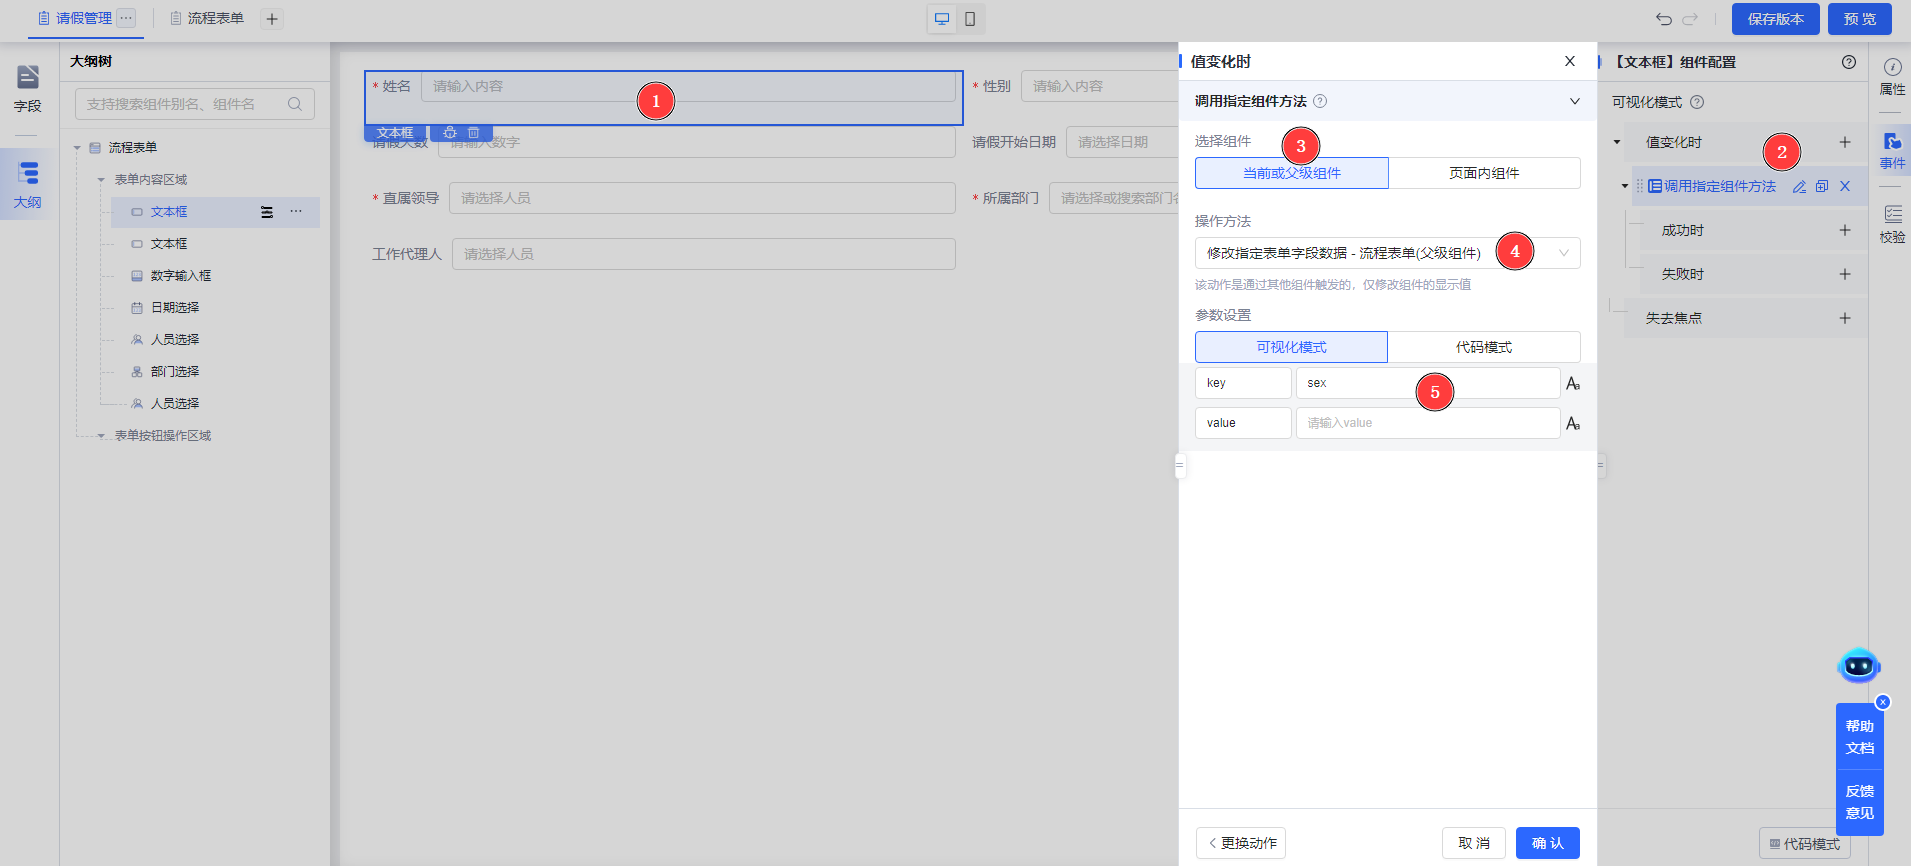 请假管理
流程表单
保存版本
预 览
大纲树
字段
大纲
支持搜索组件别名、组件名
流程表单
表单内容区域
文本框
文本框
数字输入框
日期选择
人员选择
部门选择
人员选择
表单按钮操作区域
* 姓名 请输入内容
1
* 性别 请输入内容
文本框
请假天数 请输入数字
请假开始日期 请选择日期
* 直属领导 请选择人员
* 所属部门 请选择或搜索部门名
工作代理人 请选择人员
值变化时
调用指定组件方法
选择组件
3
当前或父级组件 页面内组件
操作方法
修改指定表单字段数据 - 流程表单(父级组件)
4
该动作是通过其他组件触发的，仅修改组件的显示值
参数设置
可视化模式 代码模式
key sex
5
value 请输入value
更换动作
取 消
确 认
【文本框】组件配置
可视化模式
值变化时
2
调用指定组件方法
成功时
失败时
失去焦点
属性
事件
校验
帮助
文档
反馈
意见
代码模式